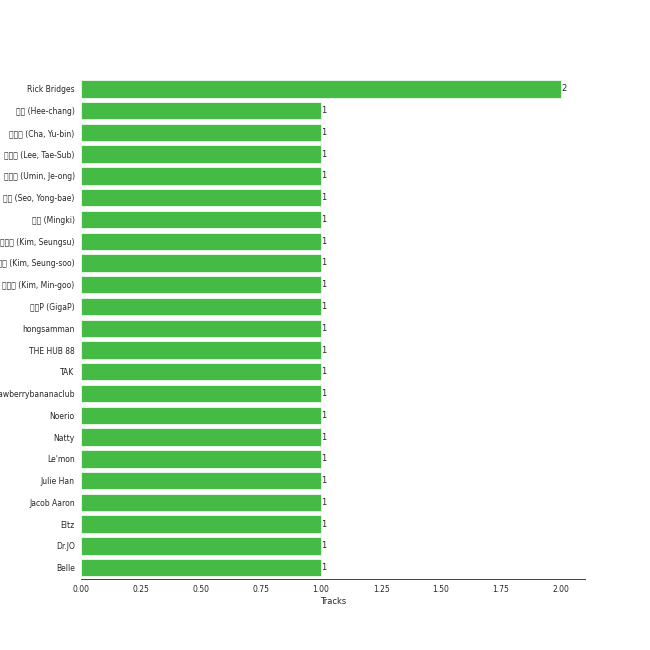 Rick Bridges
2
(Hee-chang)
1
(Cha, Yu-bin)
1
(Lee, Tae-Sub)
1
(Umin, Je-ong)
1
(Seo, Yong-bae)
1
(Mingki)
1
(Kim, Seungsu)
1
(Kim, Seung-soo)
1
(Kim, Min-goo)
1
P (GigaP)
1
hongsamman
1
THE HUB 88
1
TAK
1
awberrybananaclub
1
Noerio
1
Natty
1
Le'mon
1
Julie Han
1
Jacob Aaron
1
Eltz
1
Dr.JO
1
Belle
1
0.00 0.25 0.50 0.75 1.00 1.25 1.50 1.75 2.00
Tracks